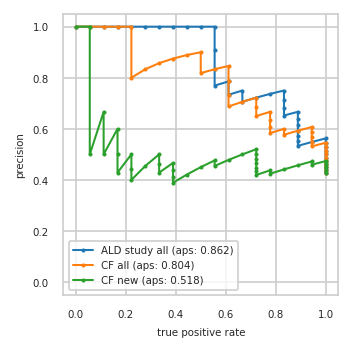 1.0
0.8
0.6
0.4
0.2
0.0
precision
ALD study all (aps: 0.862)
CF all (aps: 0.804)
CF new (aps: 0.518)
0.0 0.2 0.4 0.6 0.8 1.0
true positive rate